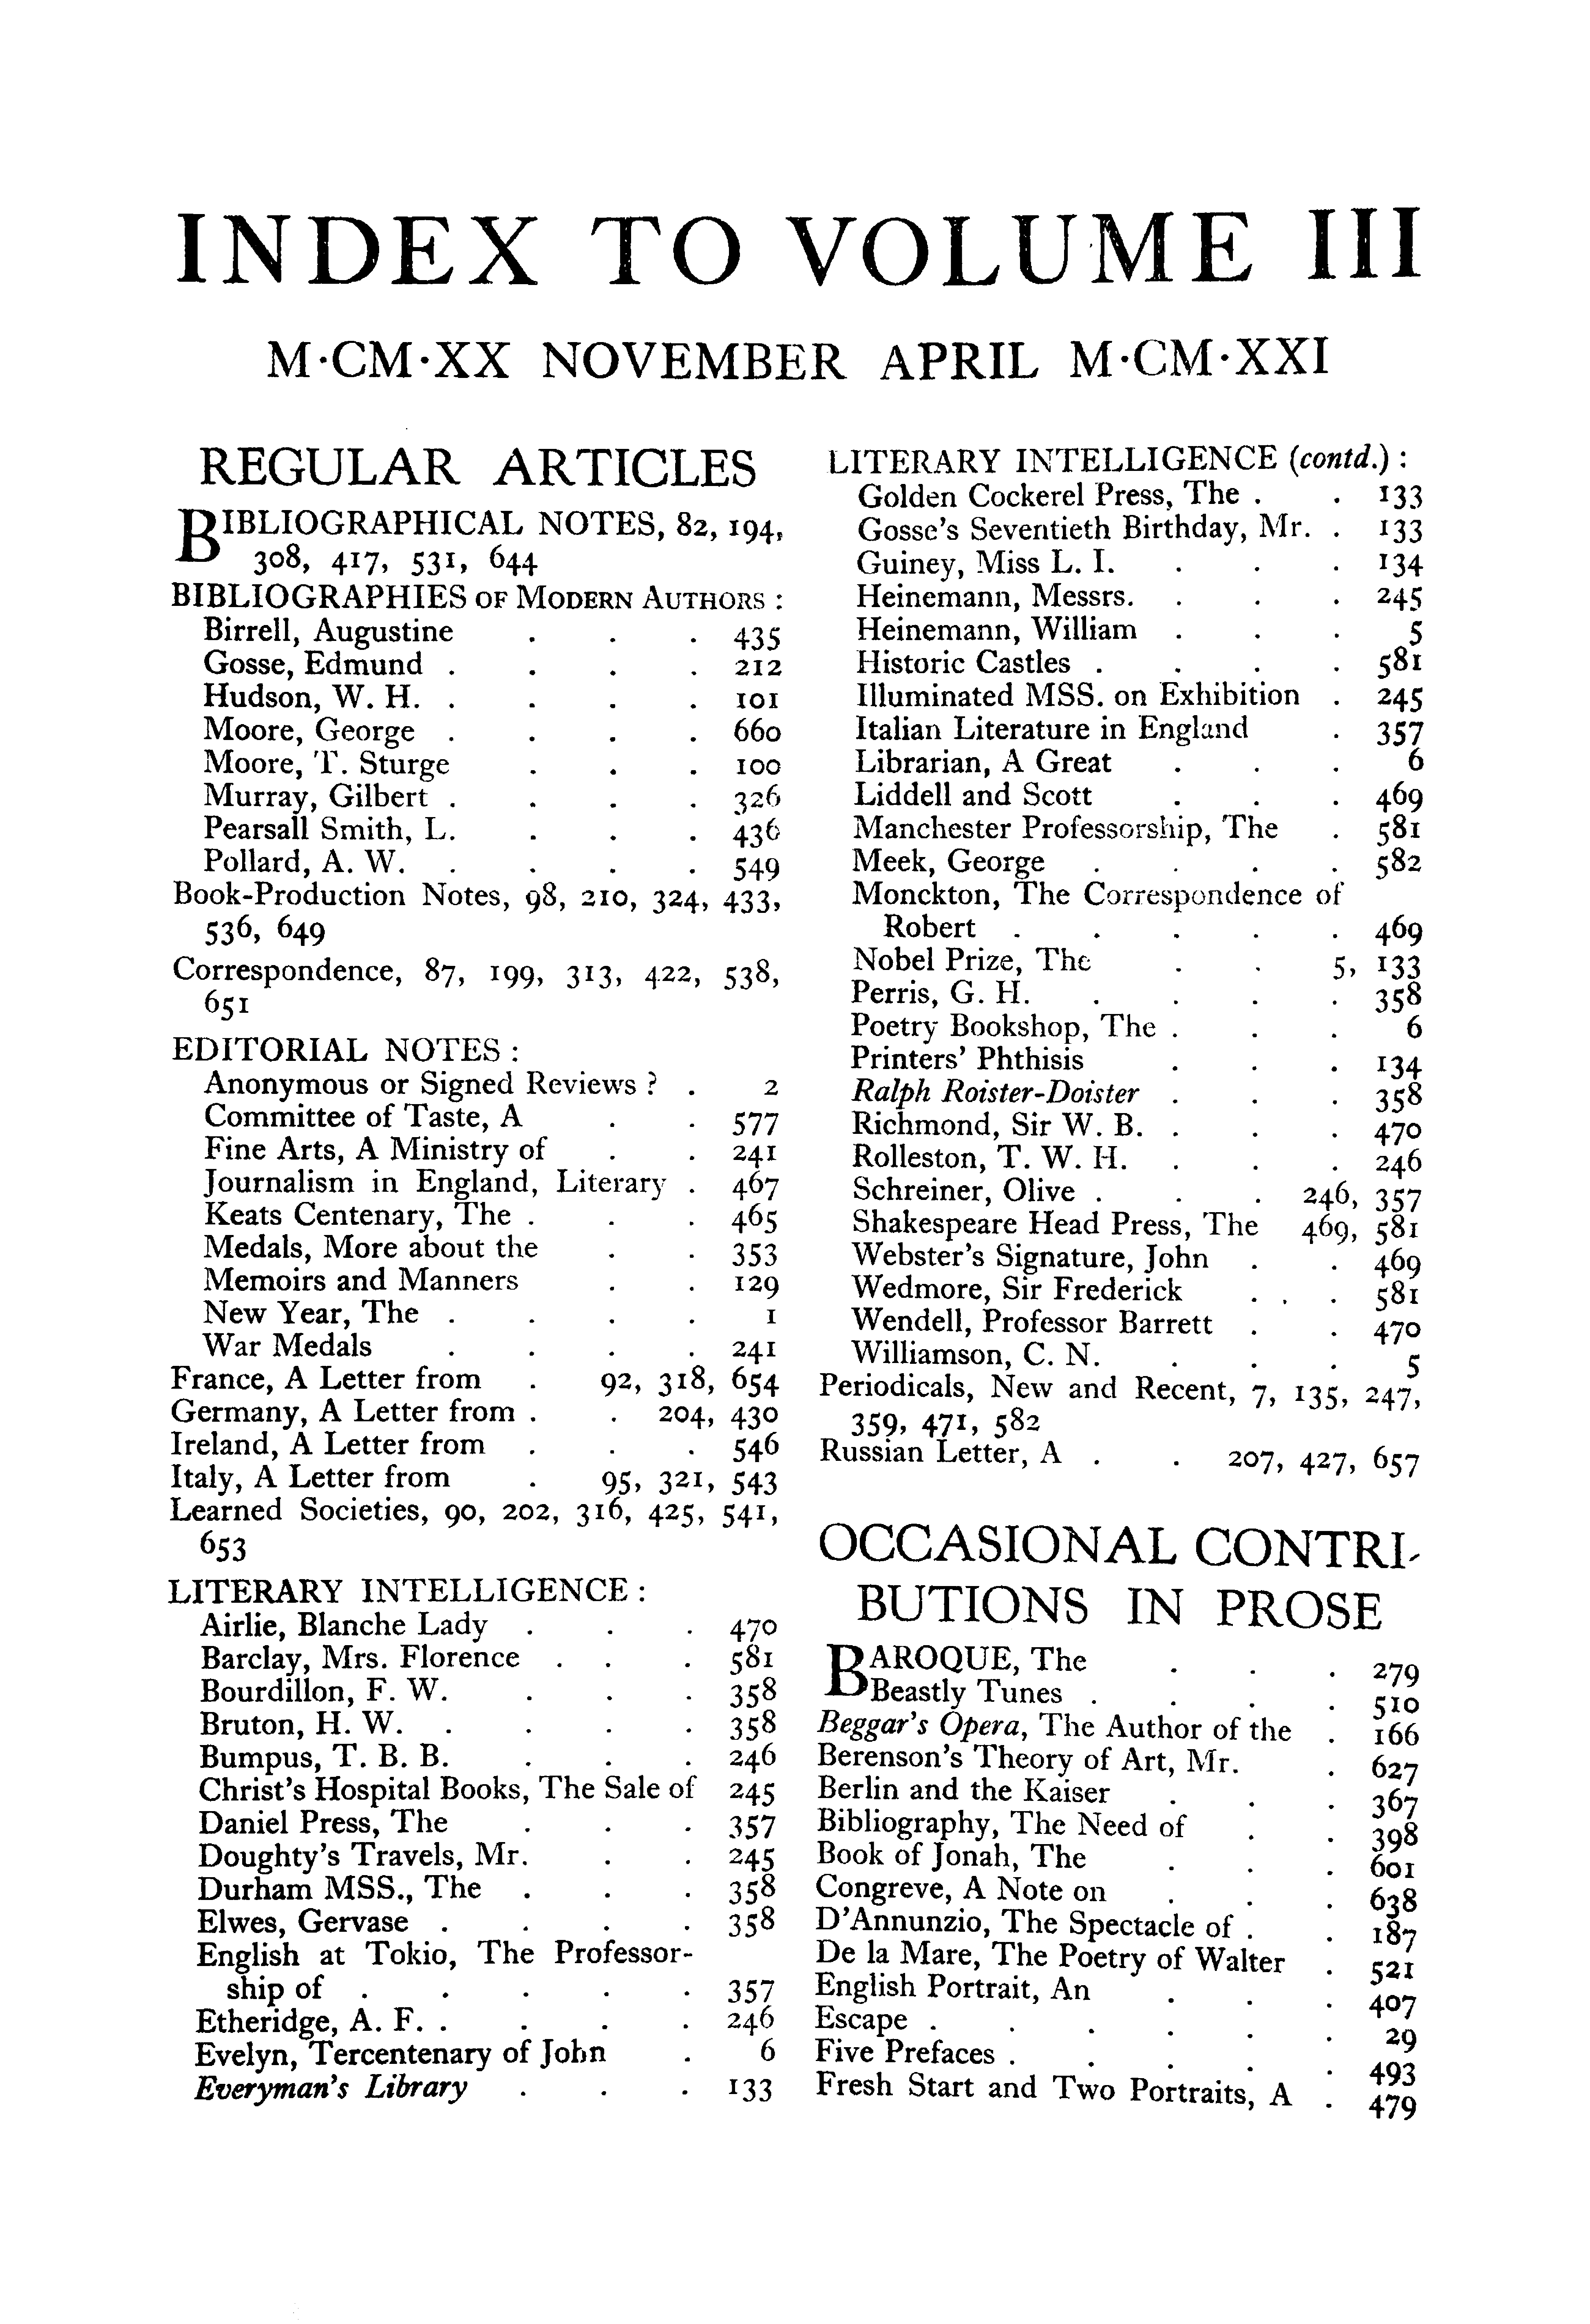 INDEX TO VOLUME III
M·CM·XX NOVEMBER APRIL M·CM·XXI
REGULAR ARTICLES
BIBLIOGRAPHICAL NOTES, 82, 194,
308, 417, 531, 644
BIBLIOGRAPHIES OF MODERN AUTHORS :
Birrell, Augustine . . . 435
Gosse, Edmund . . . . 212
Hudson, W. H. . . . . 101
Moore, George . . . . 660
Moore, T. Sturge . . . 100
Murray, Gilbert . . . . 326
Pearsall Smith, L. . . . 436
Pollard, A. W. . . . . 549
Book-Production Notes, 98, 210, 324, 433,
536, 649
Correspondence, 87, 199, 313, 422, 538,
651
EDITORIAL NOTES :
Anonymous or Signed Reviews ? . 2
Committee of Taste, A . . 577
Fine Arts, A Ministry of . . 241
Journalism in England, Literary . 467
Keats Centenary, The . . . 465
Medals, More about the . . 353
Memoirs and Manners . . 129
New Year, The . . . . 1
War Medals . . . . 241
France, A Letter from . 92, 318, 654
Germany, A Letter from . . 204, 430
Ireland, A Letter from . . . 546
Italy, A Letter from . 95, 321, 543
Learned Societies, 90, 202, 316, 425, 541,
653
LITERARY INTELLIGENCE :
Airlie, Blanche Lady . . . 470
Barclay, Mrs. Florence . . . 581
Bourdillon, F. W. . . . 358
Bruton, H. W. . . . . 358
Bumpus, T. B. B. . . . 246
Christ's Hospital Books, The Sale of 245
Daniel Press, The . . . 357
Doughty's Travels, Mr. . . 245
Durham MSS., The . . . 358
Elwes, Gervase . . . . 358
English at Tokio, The Professor-
ship of . . . . . 357
Etheridge, A. F. . . . . 246
Evelyn, Tercentenary of John . 6
Everyman's Library . . . 133
LITERARY INTELLIGENCE (contd.) :
Golden Cockerel Press, The . . 133
Gosse's Seventieth Birthday, Mr. . 133
Guiney, Miss L. I. . . . 134
Heinemann, Messrs. . . . 245
Heinemann, William . . . 5
Historic Castles . . . . 581
Illuminated MSS. on Exhibition . 245
Italian Literature in England . 357
Librarian, A Great . . . 6
Liddell and Scott . . . 469
Manchester Professorship, The . 581
Meek, George . . . . 582
Monckton, The Correspondence of
Robert . . . . . 469
Nobel Prize, The . . 5, 133
Perris, G. H. . . . . 358
Poetry Bookshop, The . . . 6
Printers' Phthisis . . . 134
Ralph Roister-Doister . . . 358
Richmond, Sir W. B. . . . 470
Rolleston, T. W. H. . . . 246
Schreiner, Olive . . . 246, 357
Shakespeare Head Press, The 469, 581
Webster's Signature, John . . 469
Wedmore, Sir Frederick . . . 581
Wendell, Professor Barrett . . 470
Williamson, C. N. . . . 5
Periodicals, New and Recent, 7, 135, 247,
359, 471, 582
Russian Letter, A . . 207, 427, 657
OCCASIONAL CONTRI-
BUTIONS IN PROSE
BAROQUE, The . . . 279
Beastly Tunes . . . . 510
Beggar's Opera, The Author of the . 166
Berenson's Theory of Art, Mr. . 627
Berlin and the Kaiser . . . 367
Bibliography, The Need of . . 398
Book of Jonah, The . . . 601
Congreve, A Note on . . . 638
D'Annunzio, The Spectacle of . . 187
De la Mare, The Poetry of Walter . 521
English Portrait, An . . . 407
Escape . . . . . . 29
Five Prefaces . . . . . 493
Fresh Start and Two Portraits, A . 479